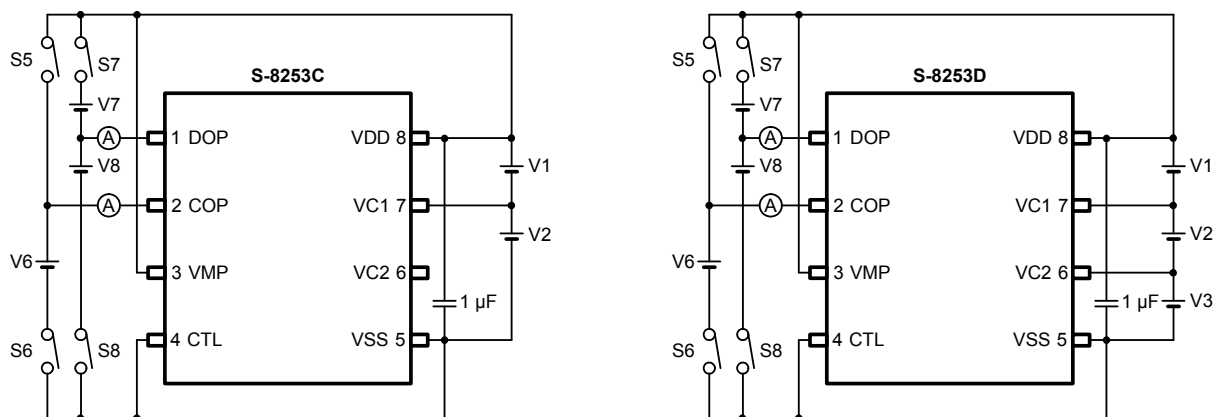 S-8253C
S5
S7
V7
A
1 DOP
VDD 8
V8
V1
A
2 COP
VC1 7
V2
V6
3 VMP
VC2 6
1 µF
S6
S8
4 CTL
VSS 5
S-8253D
S5
S7
V7
A
1 DOP
VDD 8
V8
V1
A
2 COP
VC1 7
V2
V6
3 VMP
VC2 6
1 µF
V3
S6
S8
4 CTL
VSS 5